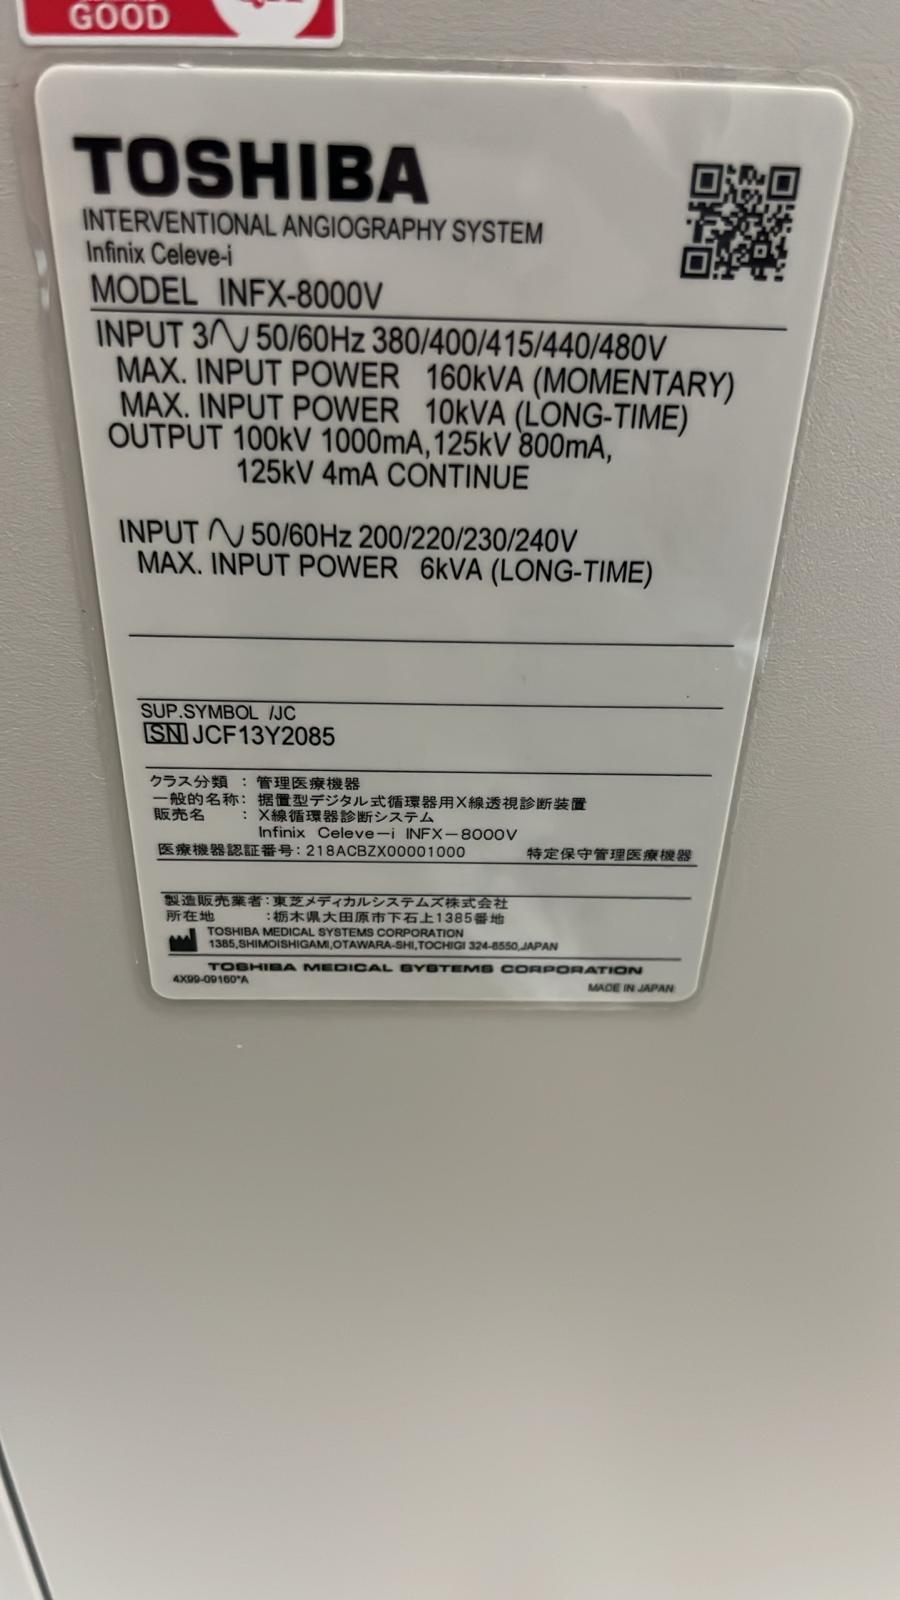 GOOD
TOSHIBA
INTERVENTIONAL ANGIOGRAPHY SYSTEM
Infinix Celeve-i
MODEL INFX-8000V
INPUT 3∿ 50/60Hz 380/400/415/440/480V
MAX. INPUT POWER 160kVA (MOMENTARY)
MAX. INPUT POWER 10kVA (LONG-TIME)
OUTPUT 100kV 1000mA,125kV 800mA,
125kV 4mA CONTINUE
INPUT ∿ 50/60Hz 200/220/230/240V
MAX. INPUT POWER 6kVA (LONG-TIME)
SUP.SYMBOL /JC
SN JCF13Y2085
クラス分類 : 管理医療機器
一般的名称: 据置型デジタル式循環器用X線透視診断装置
販売名 : X線循環器診断システム
Infinix Celeve-i INFX-8000V
医療機器認証番号: 218ACBZX00001000 特定保守管理医療機器
製造販売業者: 東芝メディカルシステムズ株式会社
所在地 :栃木県大田原市下石上1385番地
TOSHIBA MEDICAL SYSTEMS CORPORATION
1385,SHIMOISHIGAMI,OTAWARA-SHI,TOCHIGI 324-8550,JAPAN
TOSHIBA MEDICAL SYSTEMS CORPORATION
4X99-09160*A MADE IN JAPAN